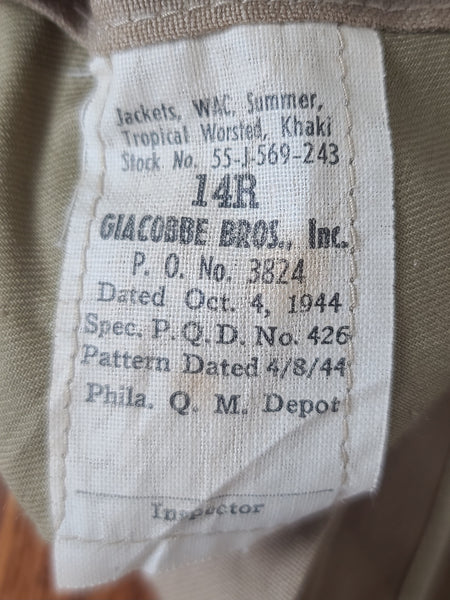 Jackets, WAC, Summer,
Tropical Worsted, Khaki
Stock No. 55-J-569-243
14R
GIACOBBE BROS., Inc.
P. O. No. 3824
Dated Oct. 4, 1944
Spec. P.Q.D. No. 426
Pattern Dated 4/8/44
Phila. Q. M. Depot
Inspector